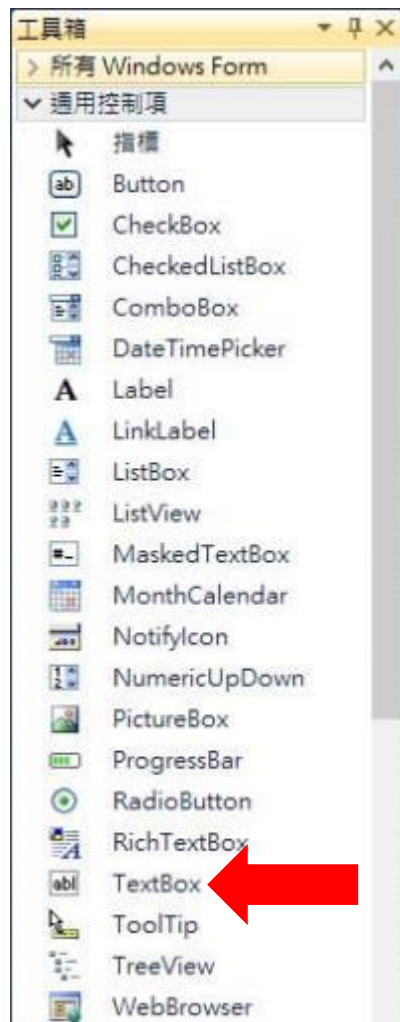 工具箱
所有 Windows Form
通用控制項
指標
Button
CheckBox
CheckedListBox
ComboBox
DateTimePicker
Label
LinkLabel
ListBox
ListView
MaskedTextBox
MonthCalendar
NotifyIcon
NumericUpDown
PictureBox
ProgressBar
RadioButton
RichTextBox
TextBox
ToolTip
TreeView
WebBrowser